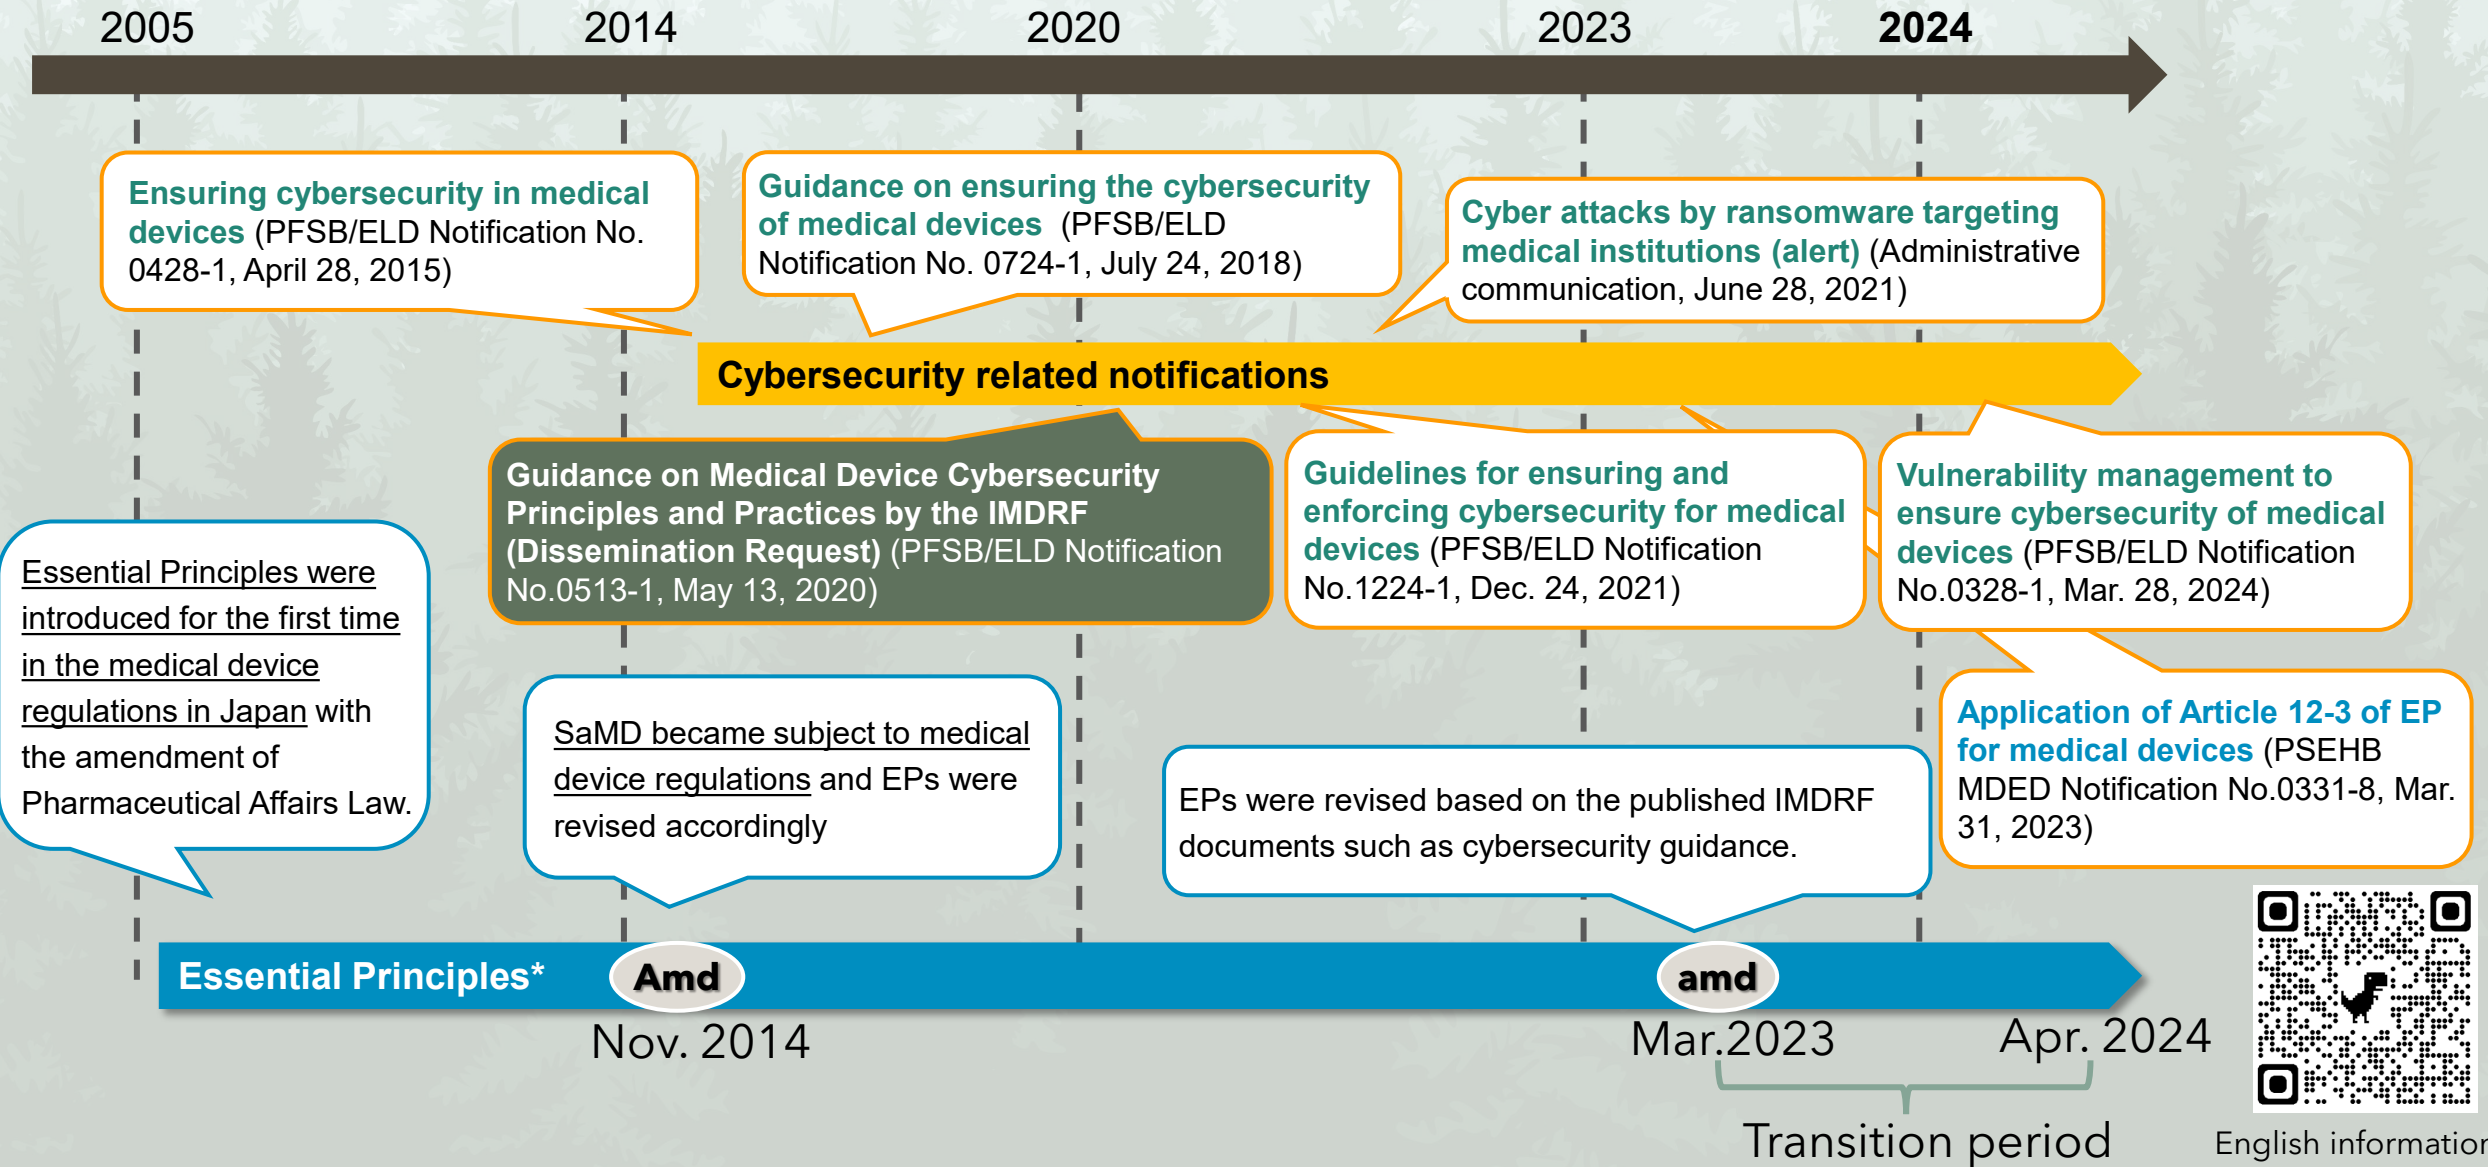 2005
2014
2020
2023
2024
Ensuring cybersecurity in medical
devices (PFSB/ELD Notification No.
0428-1, April 28, 2015)
Guidance on ensuring the cybersecurity
of medical devices (PFSB/ELD
Notification No. 0724-1, July 24, 2018)
Cyber attacks by ransomware targeting
medical institutions (alert) (Administrative
communication, June 28, 2021)
Cybersecurity related notifications
Guidance on Medical Device Cybersecurity
Principles and Practices by the IMDRF
(Dissemination Request) (PFSB/ELD Notification
No.0513-1, May 13, 2020)
Guidelines for ensuring and
enforcing cybersecurity for medical
devices (PFSB/ELD Notification
No.1224-1, Dec. 24, 2021)
Vulnerability management to
ensure cybersecurity of medical
devices (PFSB/ELD Notification
No.0328-1, Mar. 28, 2024)
Essential Principles were
introduced for the first time
in the medical device
regulations in Japan with
the amendment of
Pharmaceutical Affairs Law.
SaMD became subject to medical
device regulations and EPs were
revised accordingly
EPs were revised based on the published IMDRF
documents such as cybersecurity guidance.
Application of Article 12-3 of EP
for medical devices (PSEHB
MDED Notification No.0331-8, Mar.
31, 2023)
Essential Principles*
Amd
amd
Nov. 2014
Mar.2023
Apr. 2024
Transition period
English information